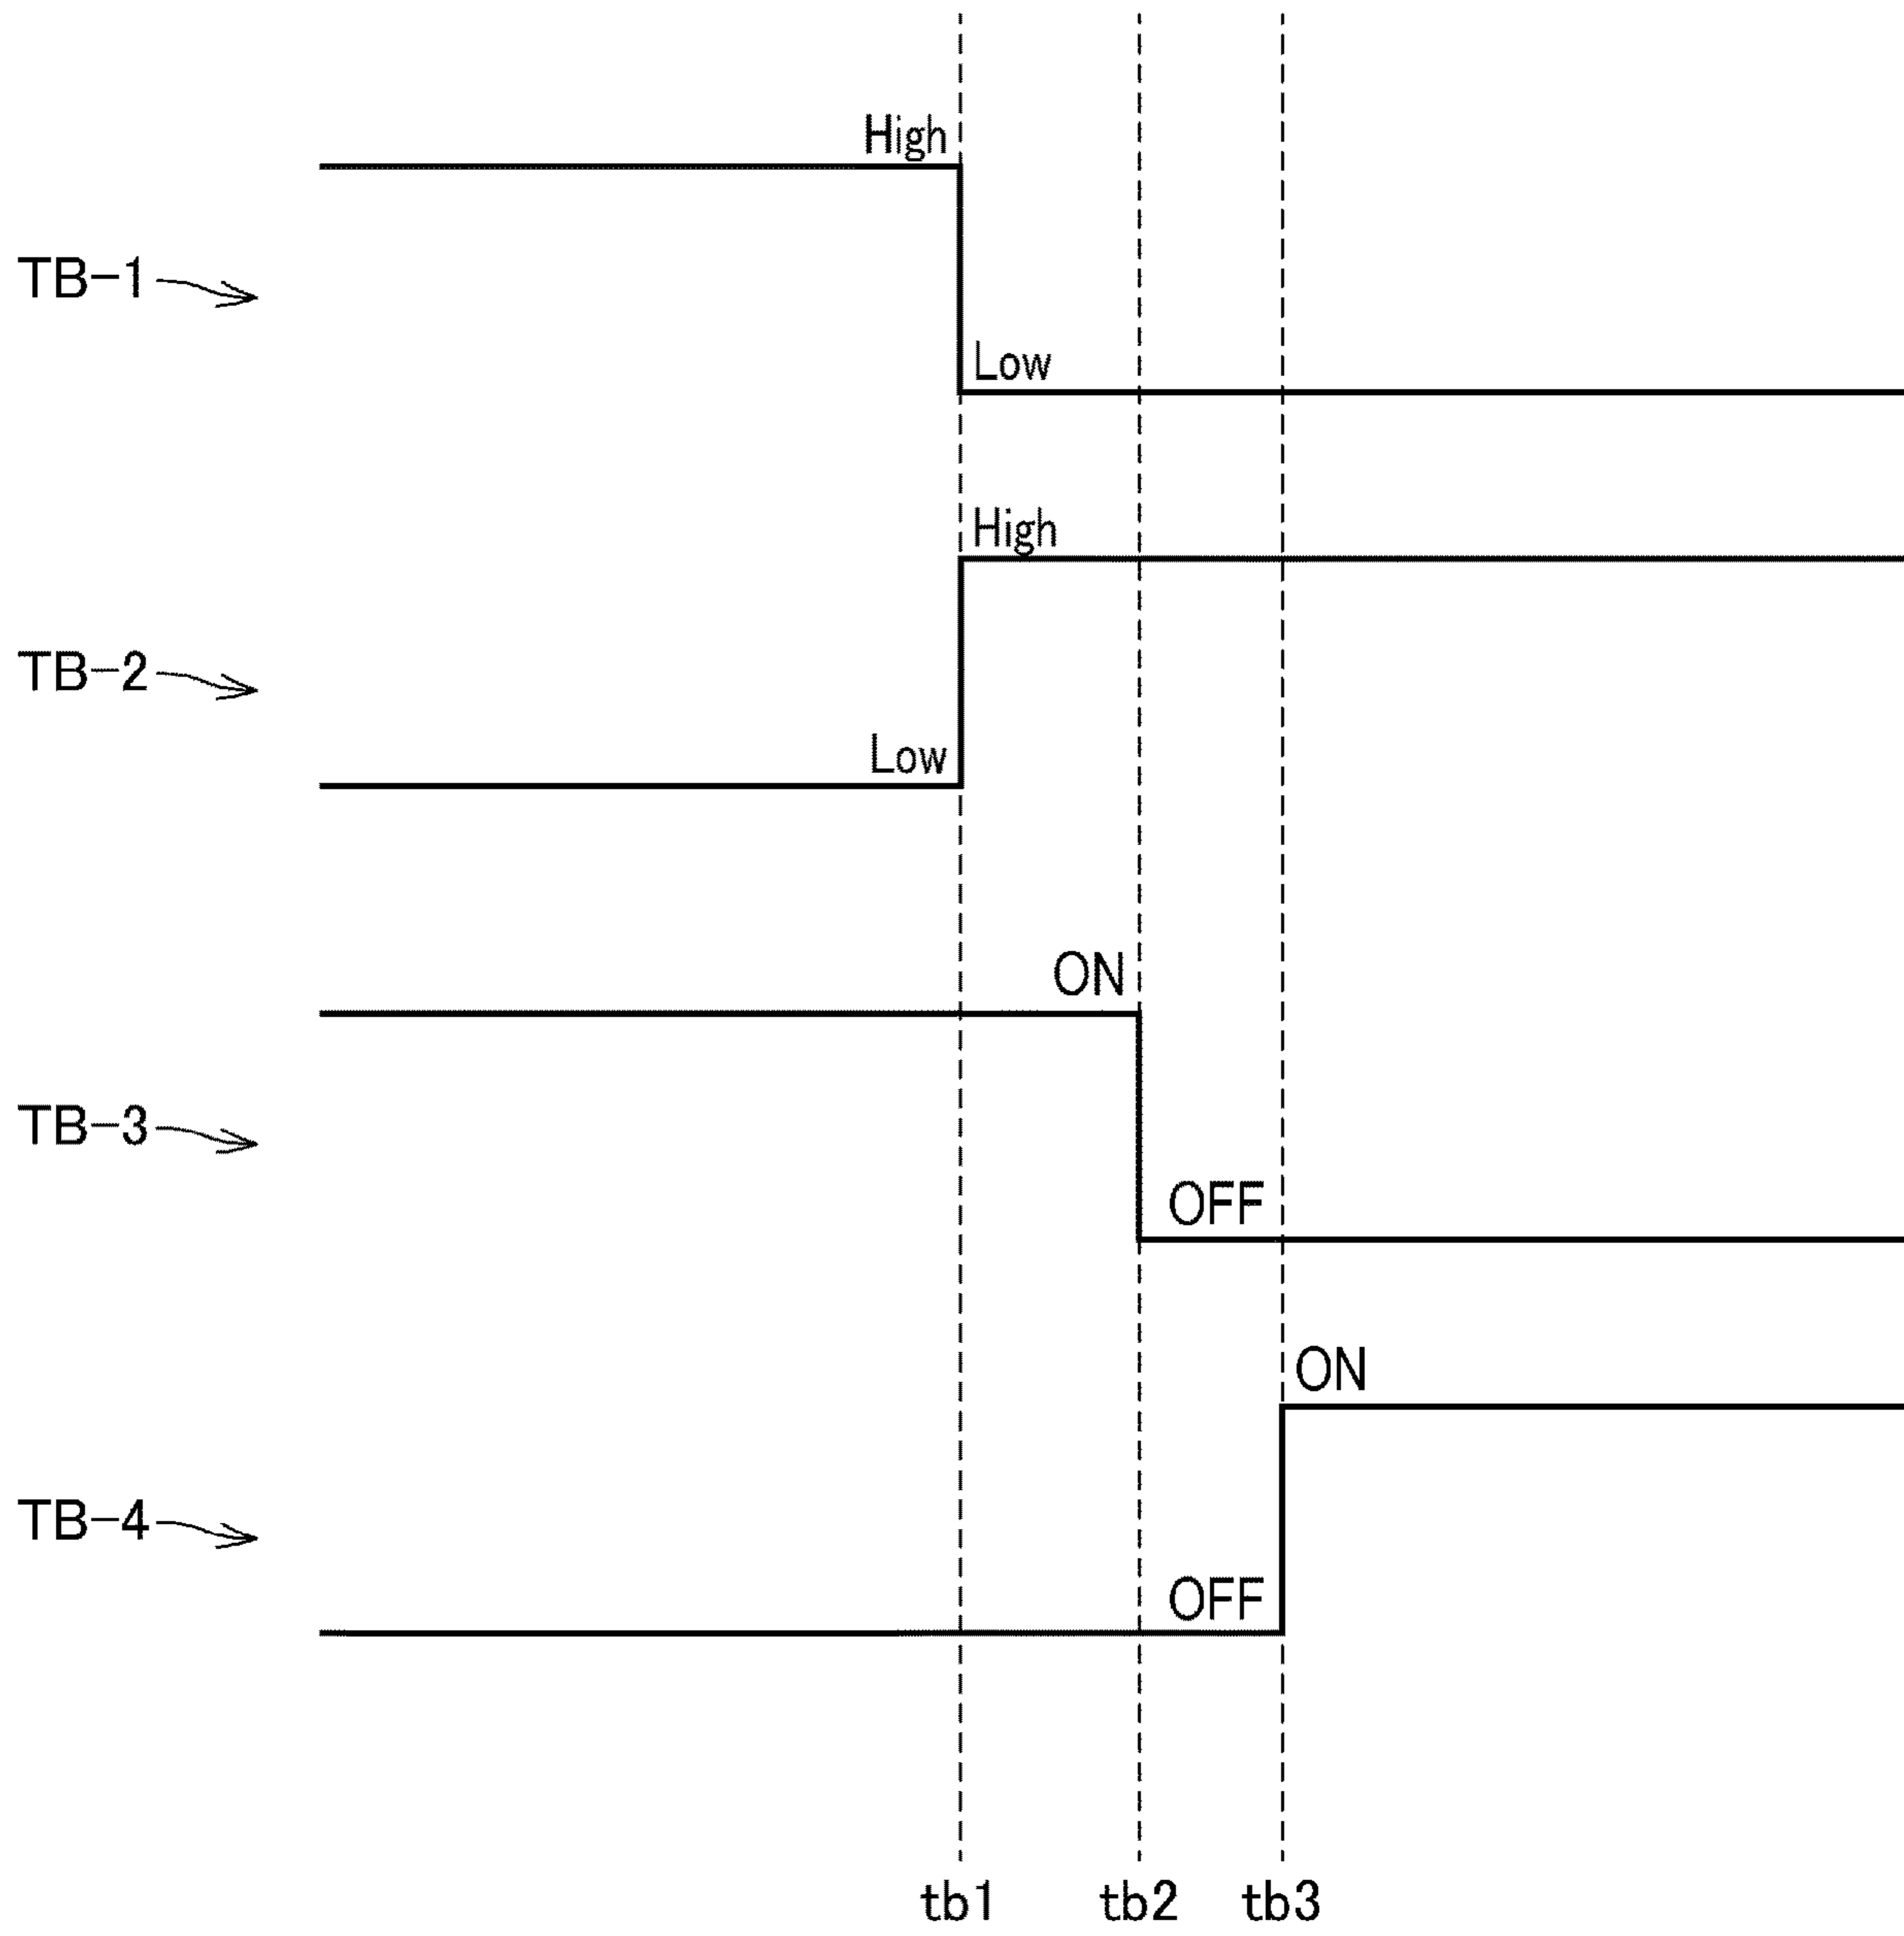 High
TB-1
Low
High
TB-2
Low
ON
TB-3
OFF
ON
TB-4
OFF
tb1 tb2 tb3